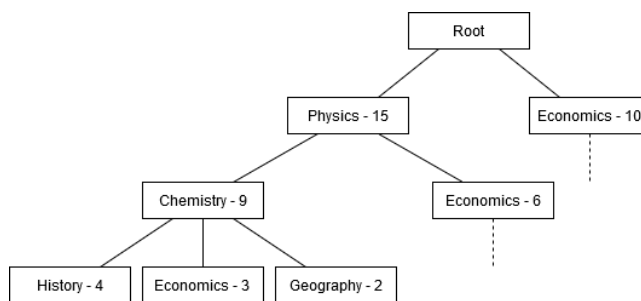 Root
Physics - 15
Economics - 10
Chemistry - 9
Economics - 6
History - 4
Economics - 3
Geography - 2